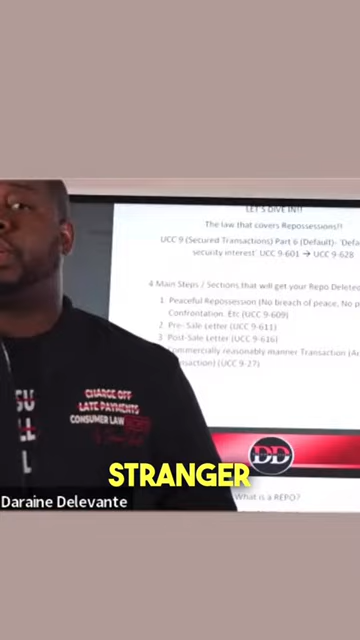 LET'S DIVE IN!!
The law that covers Repossessions!!
UCC 9 (Secured Transactions) Part 6 (Default)- 'Defa
security interest' UCC 9-601 → UCC 9-628
4 Main Steps / Sections that will get your Repo Deleted
1 Peaceful Repossession (No breach of peace, No p
Confrontation. Etc (UCC 9-609)
2 Pre- Sale Letter (UCC 9-611)
3 Post-Sale Letter (UCC 9-616)
Commercially reasonably manner Transaction (Ar
ansaction) (UCC 9-27)
CHARGE OFF
LATE PAYMENTS
CONSUMER LAW
DD
STRANGER
What is a REPO?
Daraine Delevante